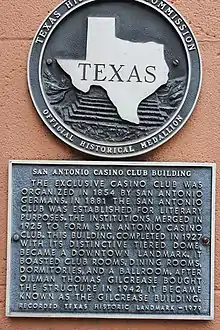 TEXAS HISTORICAL COMMISSION
TEXAS
OFFICIAL HISTORICAL MEDALLION
SAN ANTONIO CASINO CLUB BUILDING
THE EXCLUSIVE CASINO CLUB WAS
ORGANIZED IN 1854 BY SAN ANTONIO
GERMANS. IN 1881 THE SAN ANTONIO
CLUB WAS ESTABLISHED FOR LITERARY
PURPOSES. THE INSTITUTIONS MERGED IN
1925 TO FORM SAN ANTONIO CASINO
CLUB. THIS BUILDING, COMPLETED IN 1927
WITH ITS DISTINCTIVE TIERED DOME,
BECAME A DOWNTOWN LANDMARK. IT
BOASTED CLUB ROOMS, DINING ROOM,
DORMITORIES, AND A BALLROOM. AFTER
OILMAN THOMAS GILCREASE BOUGHT
THE STRUCTURE IN 1942, IT BECAME
KNOWN AS THE GILCREASE BUILDING.
RECORDED TEXAS HISTORIC LANDMARK - 1979